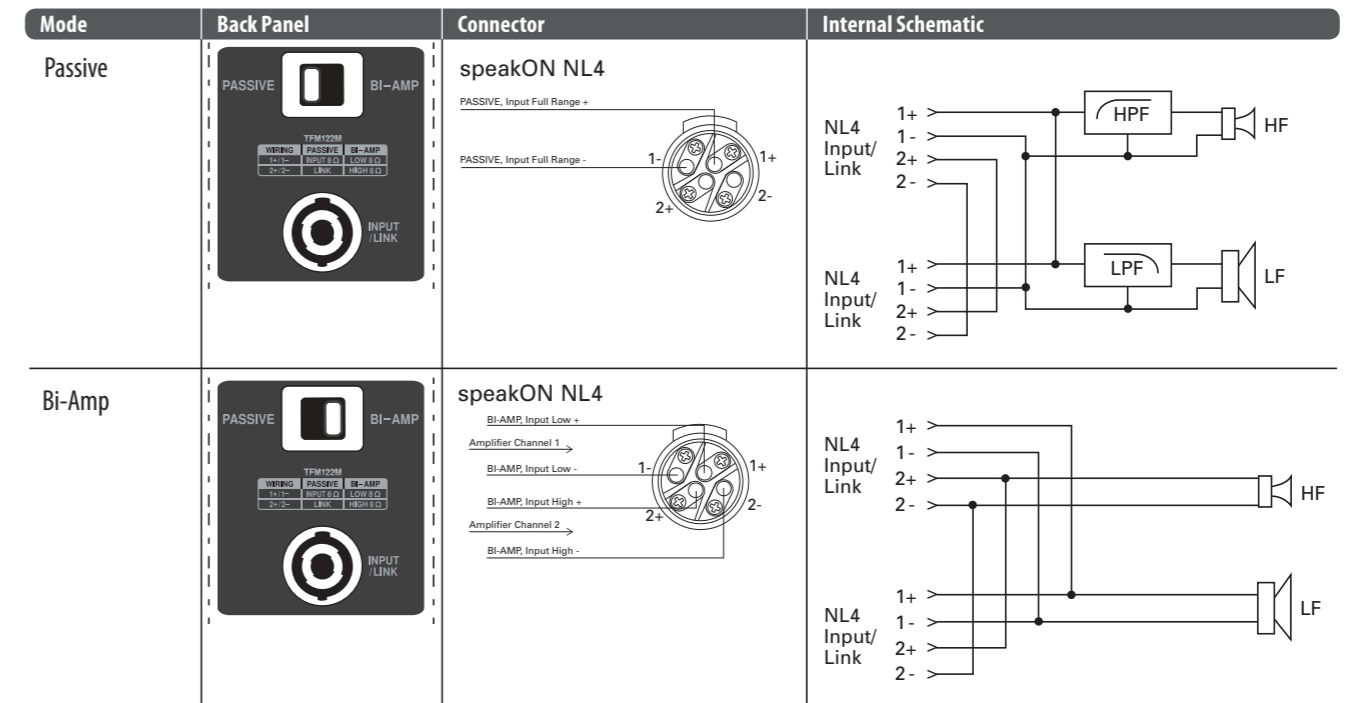 Mode Back Panel Connector Internal Schematic
Passive
PASSIVE BI-AMP
TFM122M
WIRING PASSIVE BI-AMP
1+/1- INPUT 8 Ω LOW 8 Ω
2+/2- LINK HIGH 8 Ω
INPUT
/LINK
speakON NL4
PASSIVE, Input Full Range +
PASSIVE, Input Full Range -
1-
1+
2+
2-
NL4
Input/
Link
1+
1-
2+
2-
HPF
HF
NL4
Input/
Link
1+
1-
2+
2-
LPF
LF
Bi-Amp
PASSIVE BI-AMP
TFM122M
WIRING PASSIVE BI-AMP
1+/1- INPUT 8 Ω LOW 8 Ω
2+/2- LINK HIGH 8 Ω
INPUT
/LINK
speakON NL4
BI-AMP, Input Low +
Amplifier Channel 1
BI-AMP, Input Low -
BI-AMP, Input High +
Amplifier Channel 2
BI-AMP, Input High -
1-
1+
2+
2-
NL4
Input/
Link
1+
1-
2+
2-
HF
NL4
Input/
Link
1+
1-
2+
2-
LF